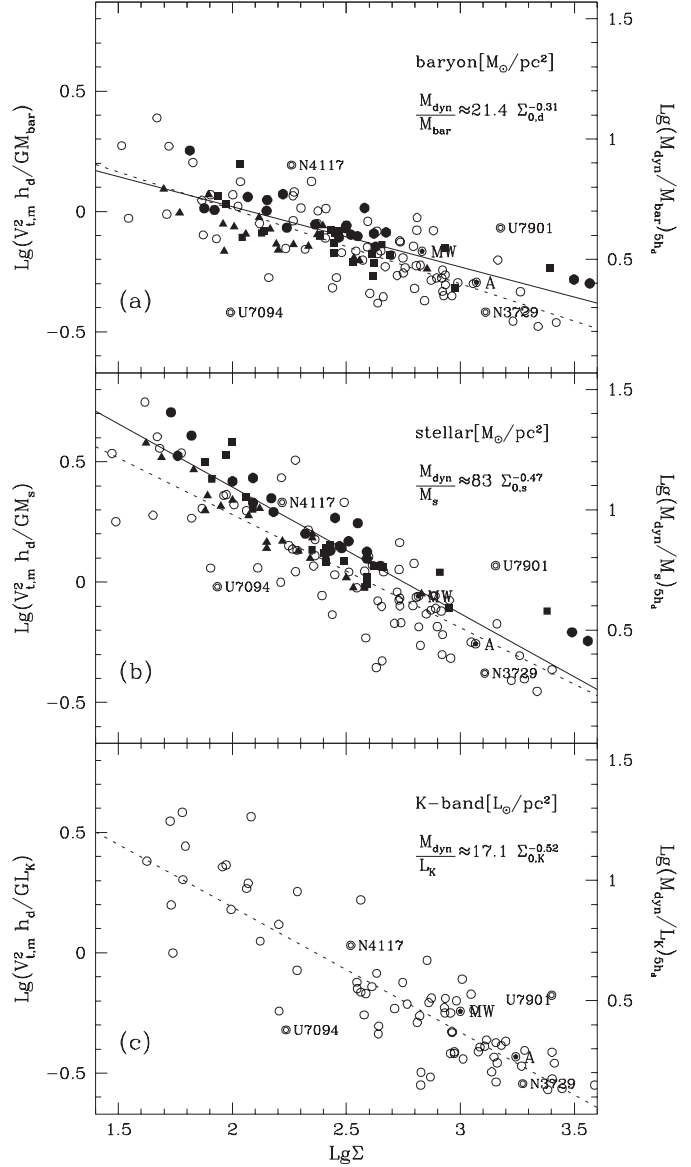 baryon[M⊙/pc²]
M_dyn/M_bar ≈21.4 Σ_0,d^-0.31
Lg(V²_t,m h_d/GM_bar)
Lg(M_dyn/M_bar)_5h_d
0.5
0
-0.5
1.5
1
0.5
N4117
U7901
MW
A
U7094
N3729
(a)
stellar[M⊙/pc²]
M_dyn/M_s ≈83 Σ_0,s^-0.47
Lg(V²_t,m h_d/GM_s)
Lg(M_dyn/M_s)_5h_d
0.5
0
-0.5
1.5
1
0.5
N4117
U7901
U7094
MW
A
N3729
(b)
K-band[L⊙/pc²]
M_dyn/L_K ≈17.1 Σ_0,K^-0.52
Lg(V²_t,m h_d/GL_K)
Lg(M_dyn/L_K)_5h_d
0.5
0
-0.5
1.5
1
0.5
N4117
U7901
MW
U7094
A
N3729
(c)
1.5 2 2.5 3 3.5
LgΣ